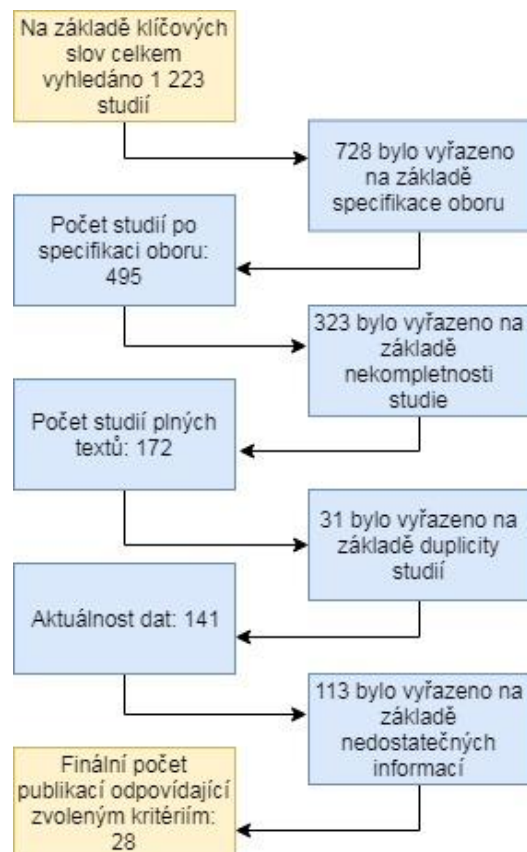 Na základě klíčových
slov celkem
vyhledáno 1 223
studií
728 bylo vyřazeno
na základě
specifikace oboru
Počet studií po
specifikaci oboru:
495
323 bylo vyřazeno na
základě
nekompletnosti
studie
Počet studií plných
textů: 172
31 bylo vyřazeno na
základě duplicity
studií
Aktuálnost dat: 141
113 bylo vyřazeno na
základě
nedostatečných
informací
Finální počet
publikací odpovídající
zvoleným kritériím:
28